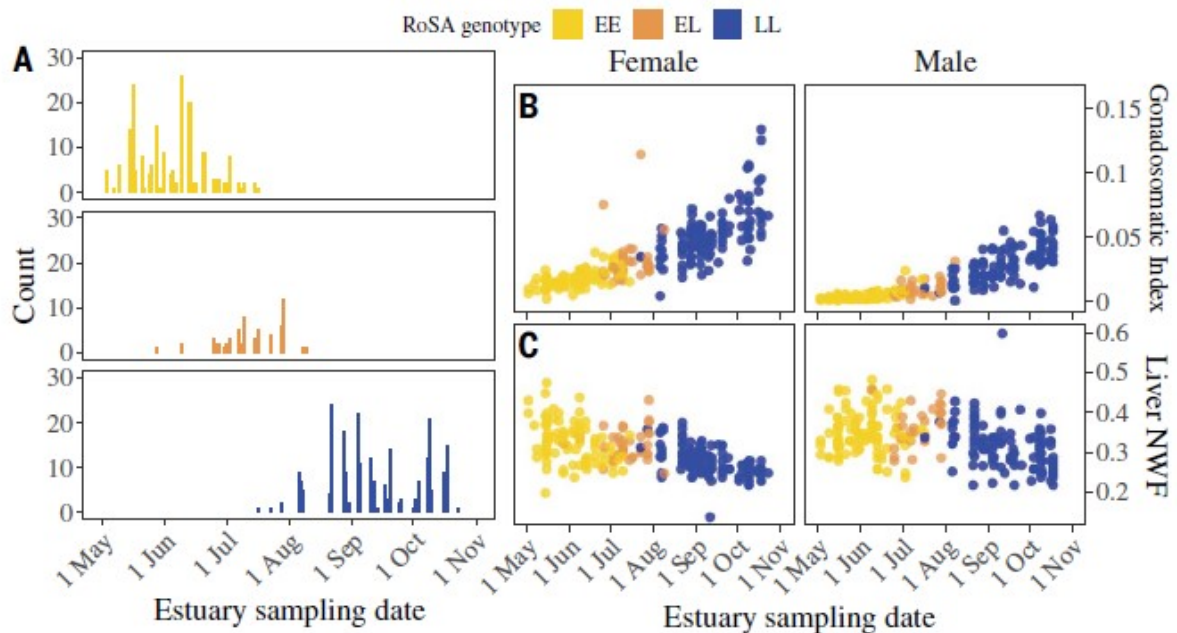 RoSA genotype EE EL LL
A
Female Male
B
C
30
20
10
0
30
20
10
0
30
20
10
0
Count
1 May 1 Jun 1 Jul 1 Aug 1 Sep 1 Oct 1 Nov
Estuary sampling date
0.15
0.1
0.05
0
Gonadosomatic Index
0.6
0.5
0.4
0.3
0.2
Liver NWF
1 May 1 Jun 1 Jul 1 Aug 1 Sep 1 Oct 1 Nov
1 May 1 Jun 1 Jul 1 Aug 1 Sep 1 Oct 1 Nov
Estuary sampling date